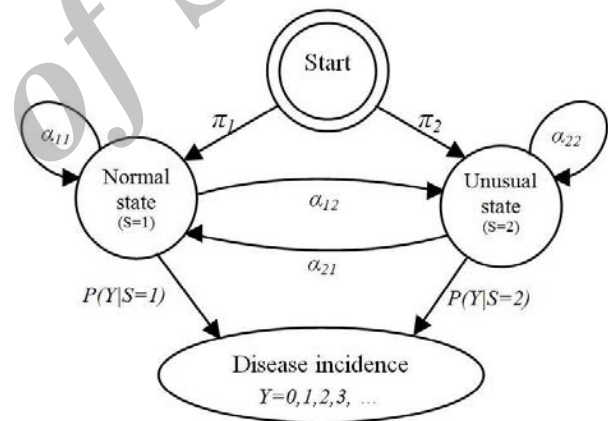 of S
Start
π1 π2
α11 α22
Normal
state
(S=1)
Unusual
state
(S=2)
α12
α21
P(Y|S=1) P(Y|S=2)
Disease incidence
Y=0,1,2,3, ...